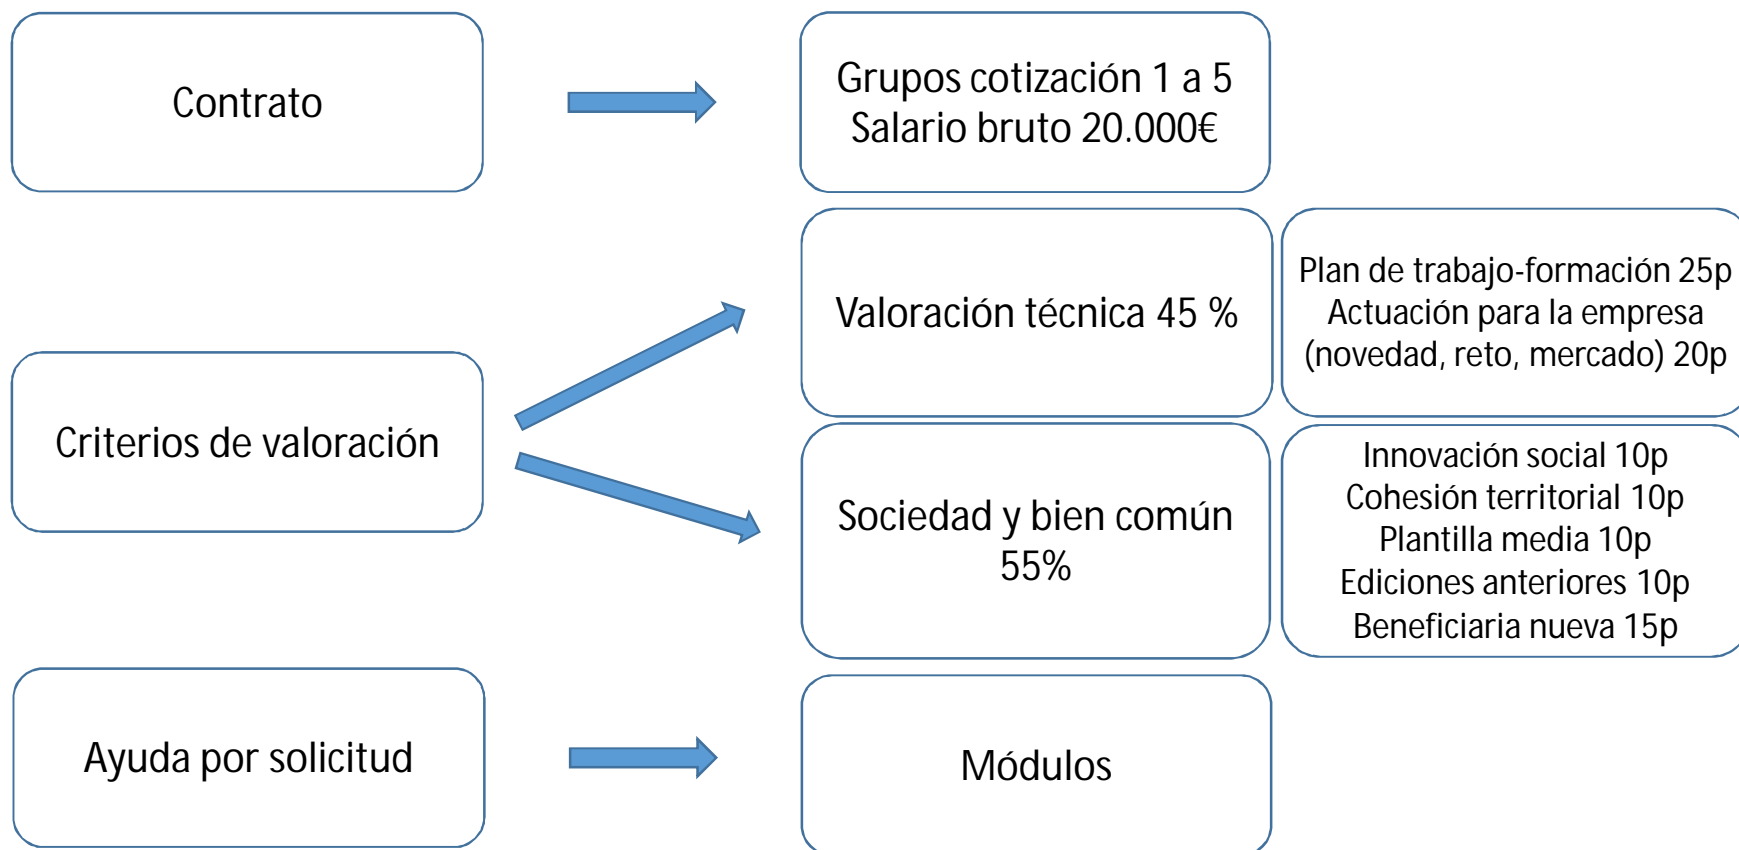 Contrato
Grupos cotización 1 a 5
Salario bruto 20.000€
Criterios de valoración
Valoración técnica 45 %
Plan de trabajo-formación 25p
Actuación para la empresa
(novedad, reto, mercado) 20p
Sociedad y bien común
55%
Innovación social 10p
Cohesión territorial 10p
Plantilla media 10p
Ediciones anteriores 10p
Beneficiaria nueva 15p
Ayuda por solicitud
Módulos